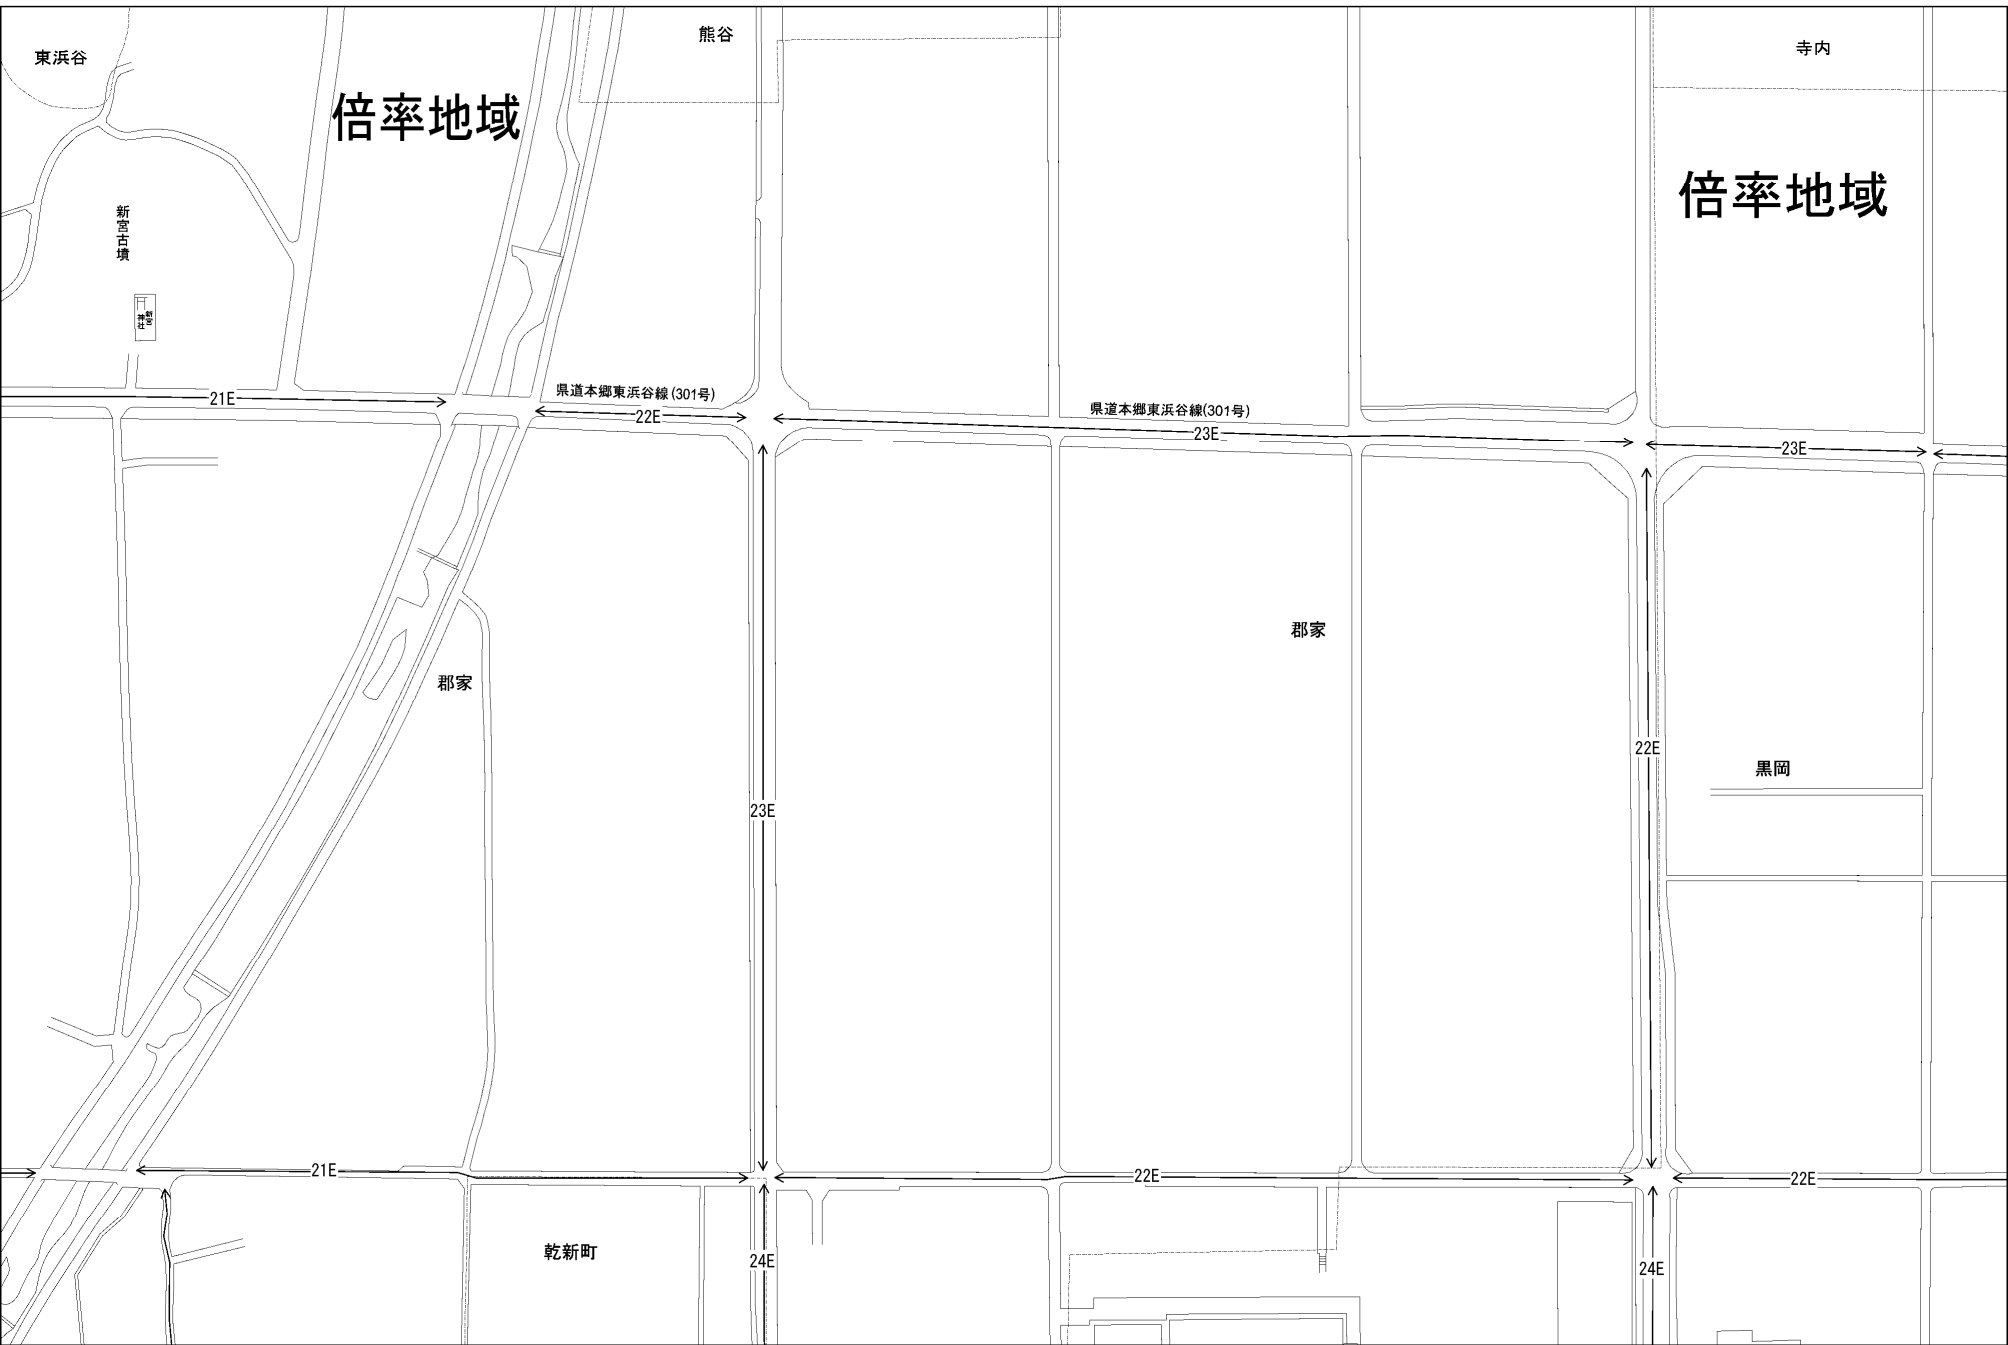 東浜谷
熊谷
寺内
倍率地域
倍率地域
新宮古墳
新宮
神社
21E
県道本郷東浜谷線(301号)
22E
県道本郷東浜谷線(301号)
23E
23E
郡家
郡家
22E
黒岡
23E
21E
22E
22E
乾新町
24E
24E